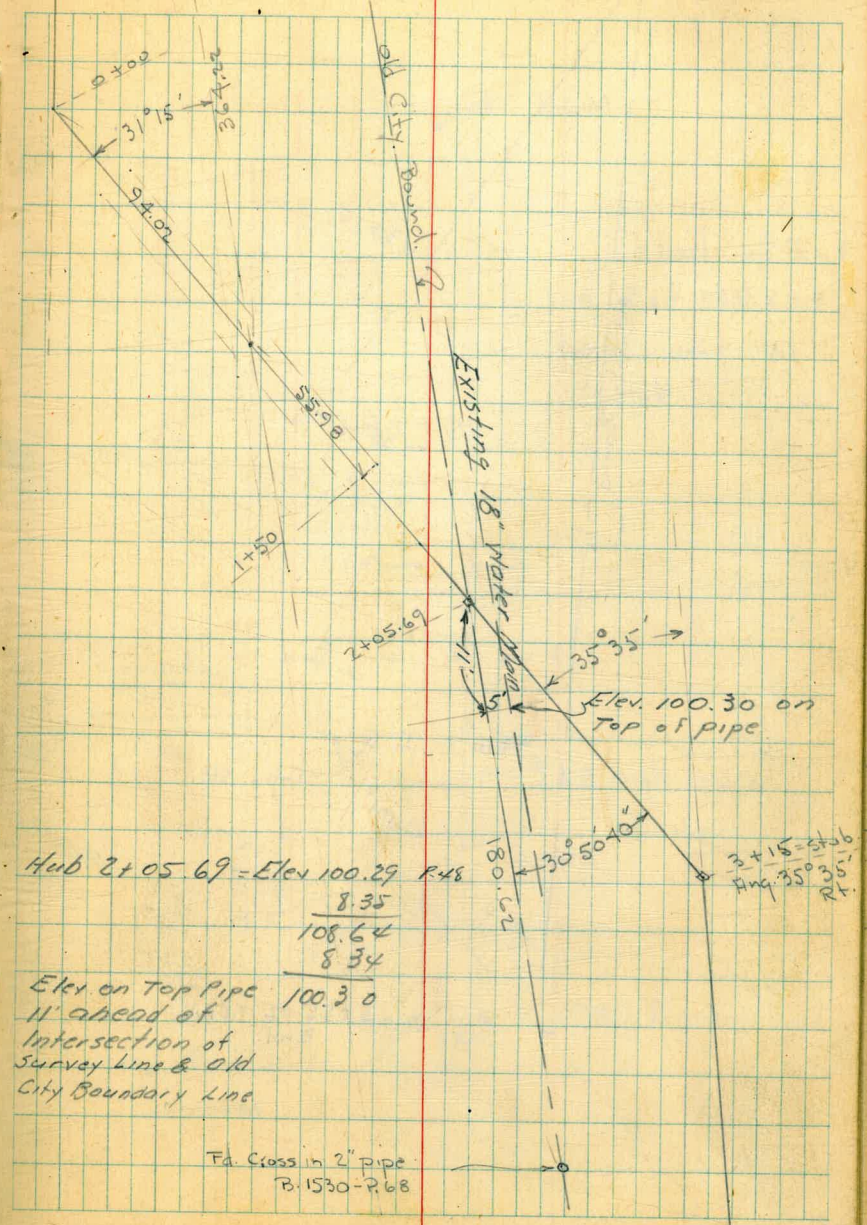 0+00
31°15'
364.22
94.02
old City Bound.
55.98
1+50
Existing 18" Water Main
2+05.69
11'
5'
35°35'
Elev. 100.30 on
Top of pipe
180.62
30°50'40"
3+15 = Stub
Ang. 35°35'
Rt.
Hub 2+05.69 = Elev 100.29 P.48
8.35
108.64
8 34
100.30
Elev on Top Pipe
11' ahead of
Intersection of
Survey Line & Old
City Boundary Line
Fd. Cross in 2" pipe
B.1530-P.68